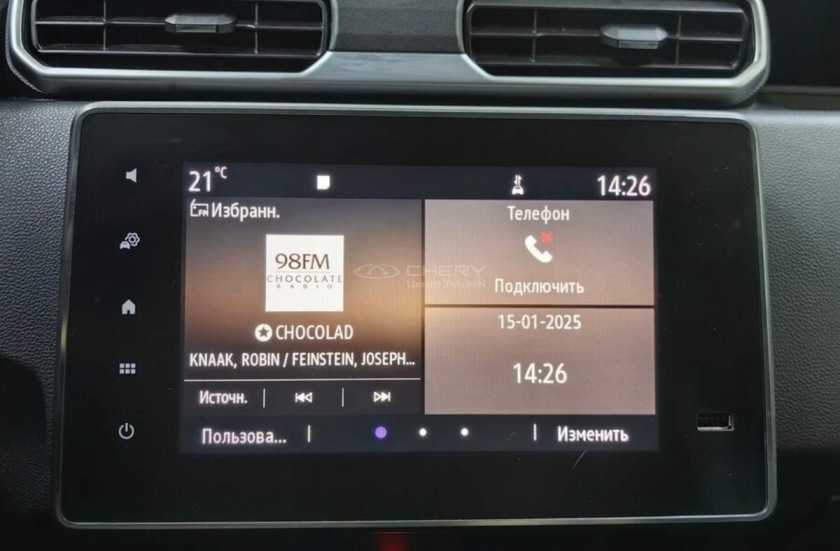 21°C
14:26
FM Избранн.
98FM
CHOCOLATE
RADIO
CHOCOLAD
KNAAK, ROBIN / FEINSTEIN, JOSEPH...
Источн.
Телефон
Подключить
15-01-2025
14:26
Пользова...
Изменить
CHERY